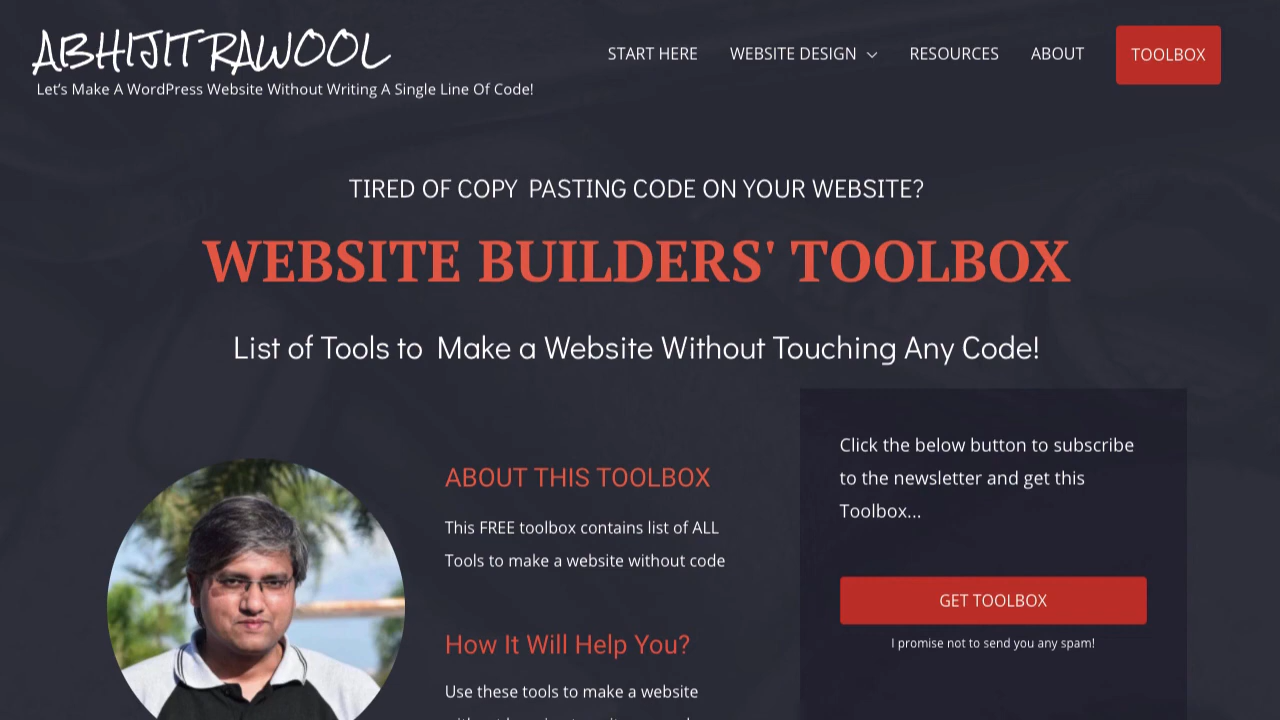 ABHIJIT RAWOOL
Let's Make A WordPress Website Without Writing A Single Line Of Code!
START HERE
WEBSITE DESIGN
RESOURCES
ABOUT
TOOLBOX
TIRED OF COPY PASTING CODE ON YOUR WEBSITE?
WEBSITE BUILDERS' TOOLBOX
List of Tools to Make a Website Without Touching Any Code!
ABOUT THIS TOOLBOX
This FREE toolbox contains list of ALL
Tools to make a website without code
How It Will Help You?
Use these tools to make a website
Click the below button to subscribe
to the newsletter and get this
Toolbox...
GET TOOLBOX
I promise not to send you any spam!